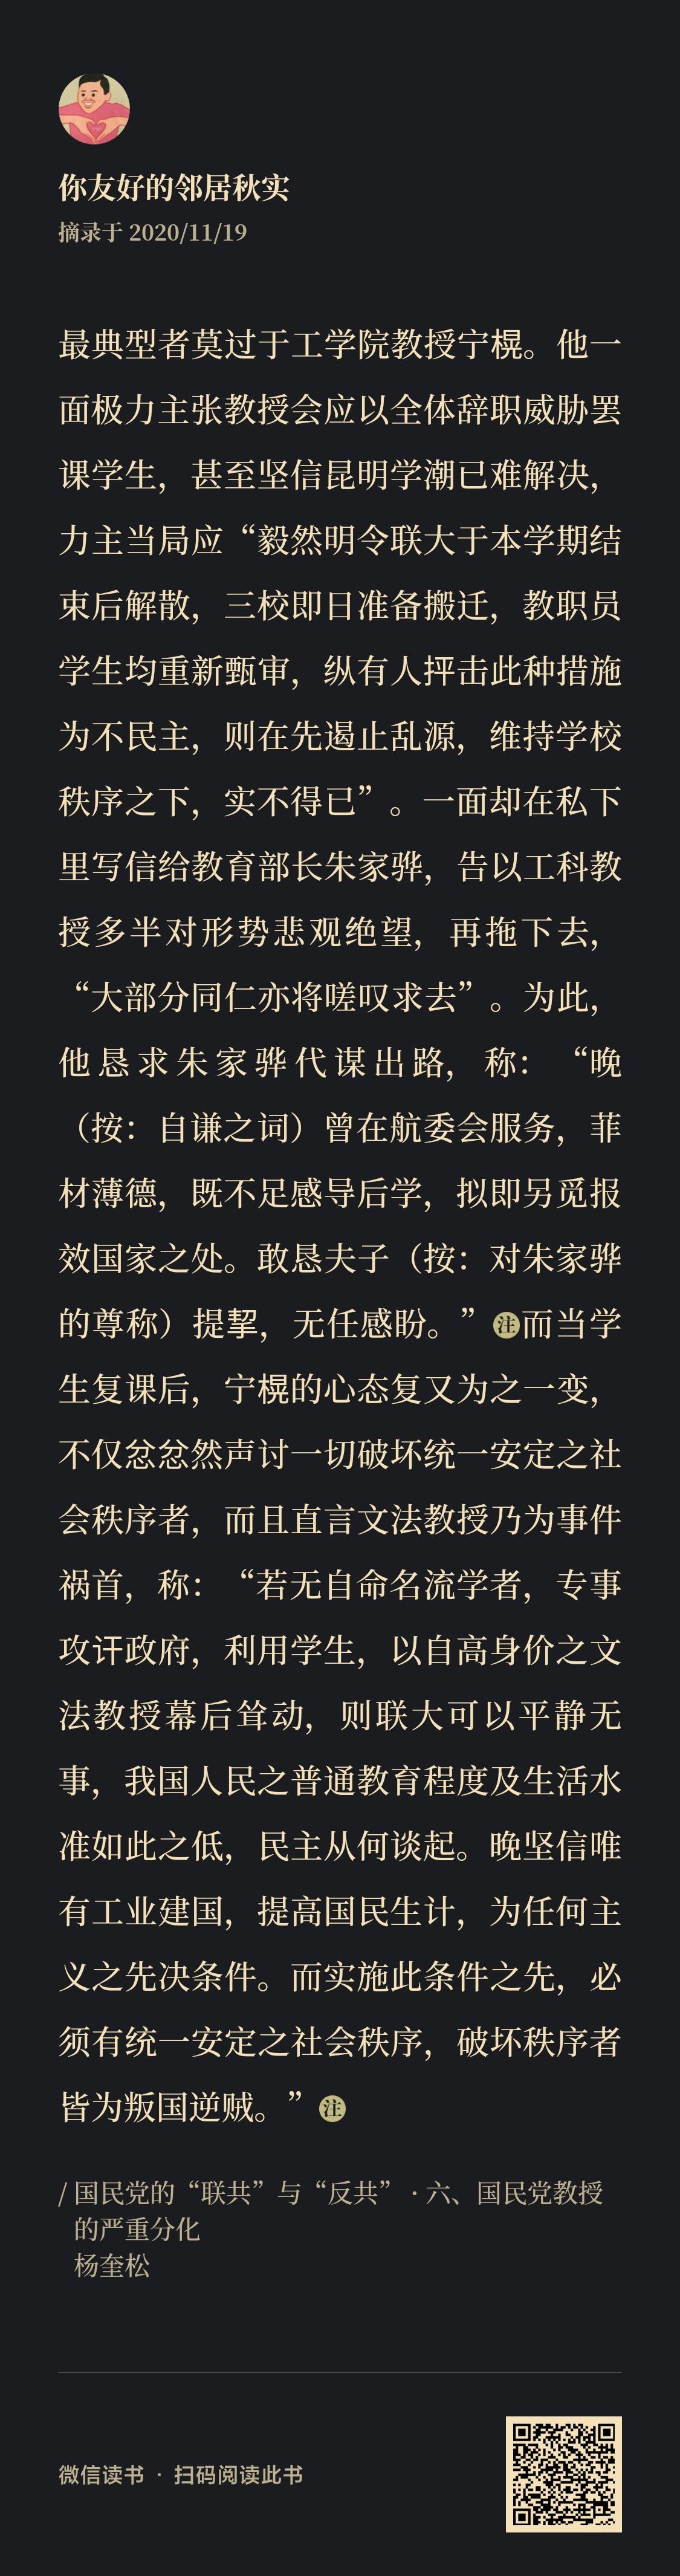 你友好的邻居秋实
摘录于 2020/11/19
最典型者莫过于工学院教授宁榥。他一
面极力主张教授会应以全体辞职威胁罢
课学生，甚至坚信昆明学潮已难解决，
力主当局应“毅然明令联大于本学期结
束后解散，三校即日准备搬迁，教职员
学生均重新甄审，纵有人抨击此种措施
为不民主，则在先遏止乱源，维持学校
秩序之下，实不得已”。一面却在私下
里写信给教育部长朱家骅，告以工科教
授多半对形势悲观绝望，再拖下去，
“大部分同仁亦将嗟叹求去”。为此，
他恳求朱家骅代谋出路，称：“晚
（按：自谦之词）曾在航委会服务，菲
材薄德，既不足感导后学，拟即另觅报
效国家之处。敢恳夫子（按：对朱家骅
的尊称）提挈，无任感盼。”注而当学
生复课后，宁榥的心态复又为之一变，
不仅忿忿然声讨一切破坏统一安定之社
会秩序者，而且直言文法教授乃为事件
祸首，称：“若无自命名流学者，专事
攻讦政府，利用学生，以自高身价之文
法教授幕后耸动，则联大可以平静无
事，我国人民之普通教育程度及生活水
准如此之低，民主从何谈起。晚坚信唯
有工业建国，提高国民生计，为任何主
义之先决条件。而实施此条件之先，必
须有统一安定之社会秩序，破坏秩序者
皆为叛国逆贼。”注
/ 国民党的“联共”与“反共” · 六、国民党教授
的严重分化
杨奎松
微信读书 · 扫码阅读此书